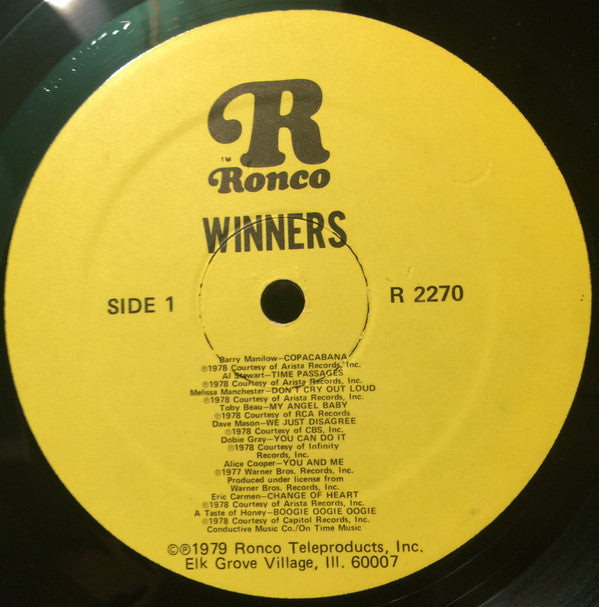 R
TM
Ronco
WINNERS
SIDE 1
R 2270
Barry Manilow—COPACABANA
℗1978 Courtesy of Arista Records, Inc.
Al Stewart—TIME PASSAGES
℗1978 Courtesy of Arista Records, Inc.
Melissa Manchester—DON'T CRY OUT LOUD
℗1978 Courtesy of Arista Records, Inc.
Toby Beau—MY ANGEL BABY
℗1978 Courtesy of RCA Records
Dave Mason—WE JUST DISAGREE
℗1978 Courtesy of CBS, Inc.
Dobie Gray—YOU CAN DO IT
℗1978 Courtesy of Infinity
Records, Inc.
Alice Cooper—YOU AND ME
℗1977 Warner Bros. Records, Inc.
Produced under license from
Warner Bros. Records, Inc.
Eric Carmen—CHANGE OF HEART
℗1978 Courtesy of Arista Records, Inc.
A Taste of Honey—BOOGIE OOGIE OOGIE
℗1978 Courtesy of Capitol Records, Inc.
Conductive Music Co./On Time Music
©℗1979 Ronco Teleproducts, Inc.
Elk Grove Village, Ill. 60007